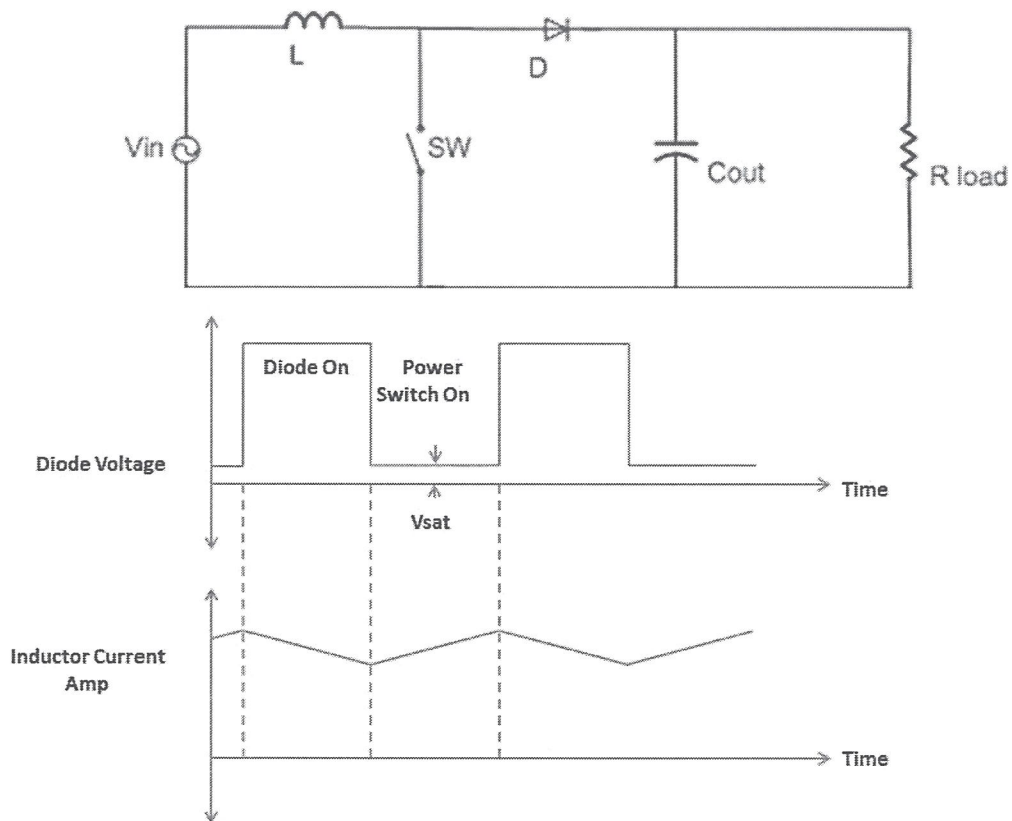 L
D
Vin
SW
Cout
R load
Diode On
Power
Switch On
Diode Voltage
Time
Vsat
Inductor Current
Amp
Time